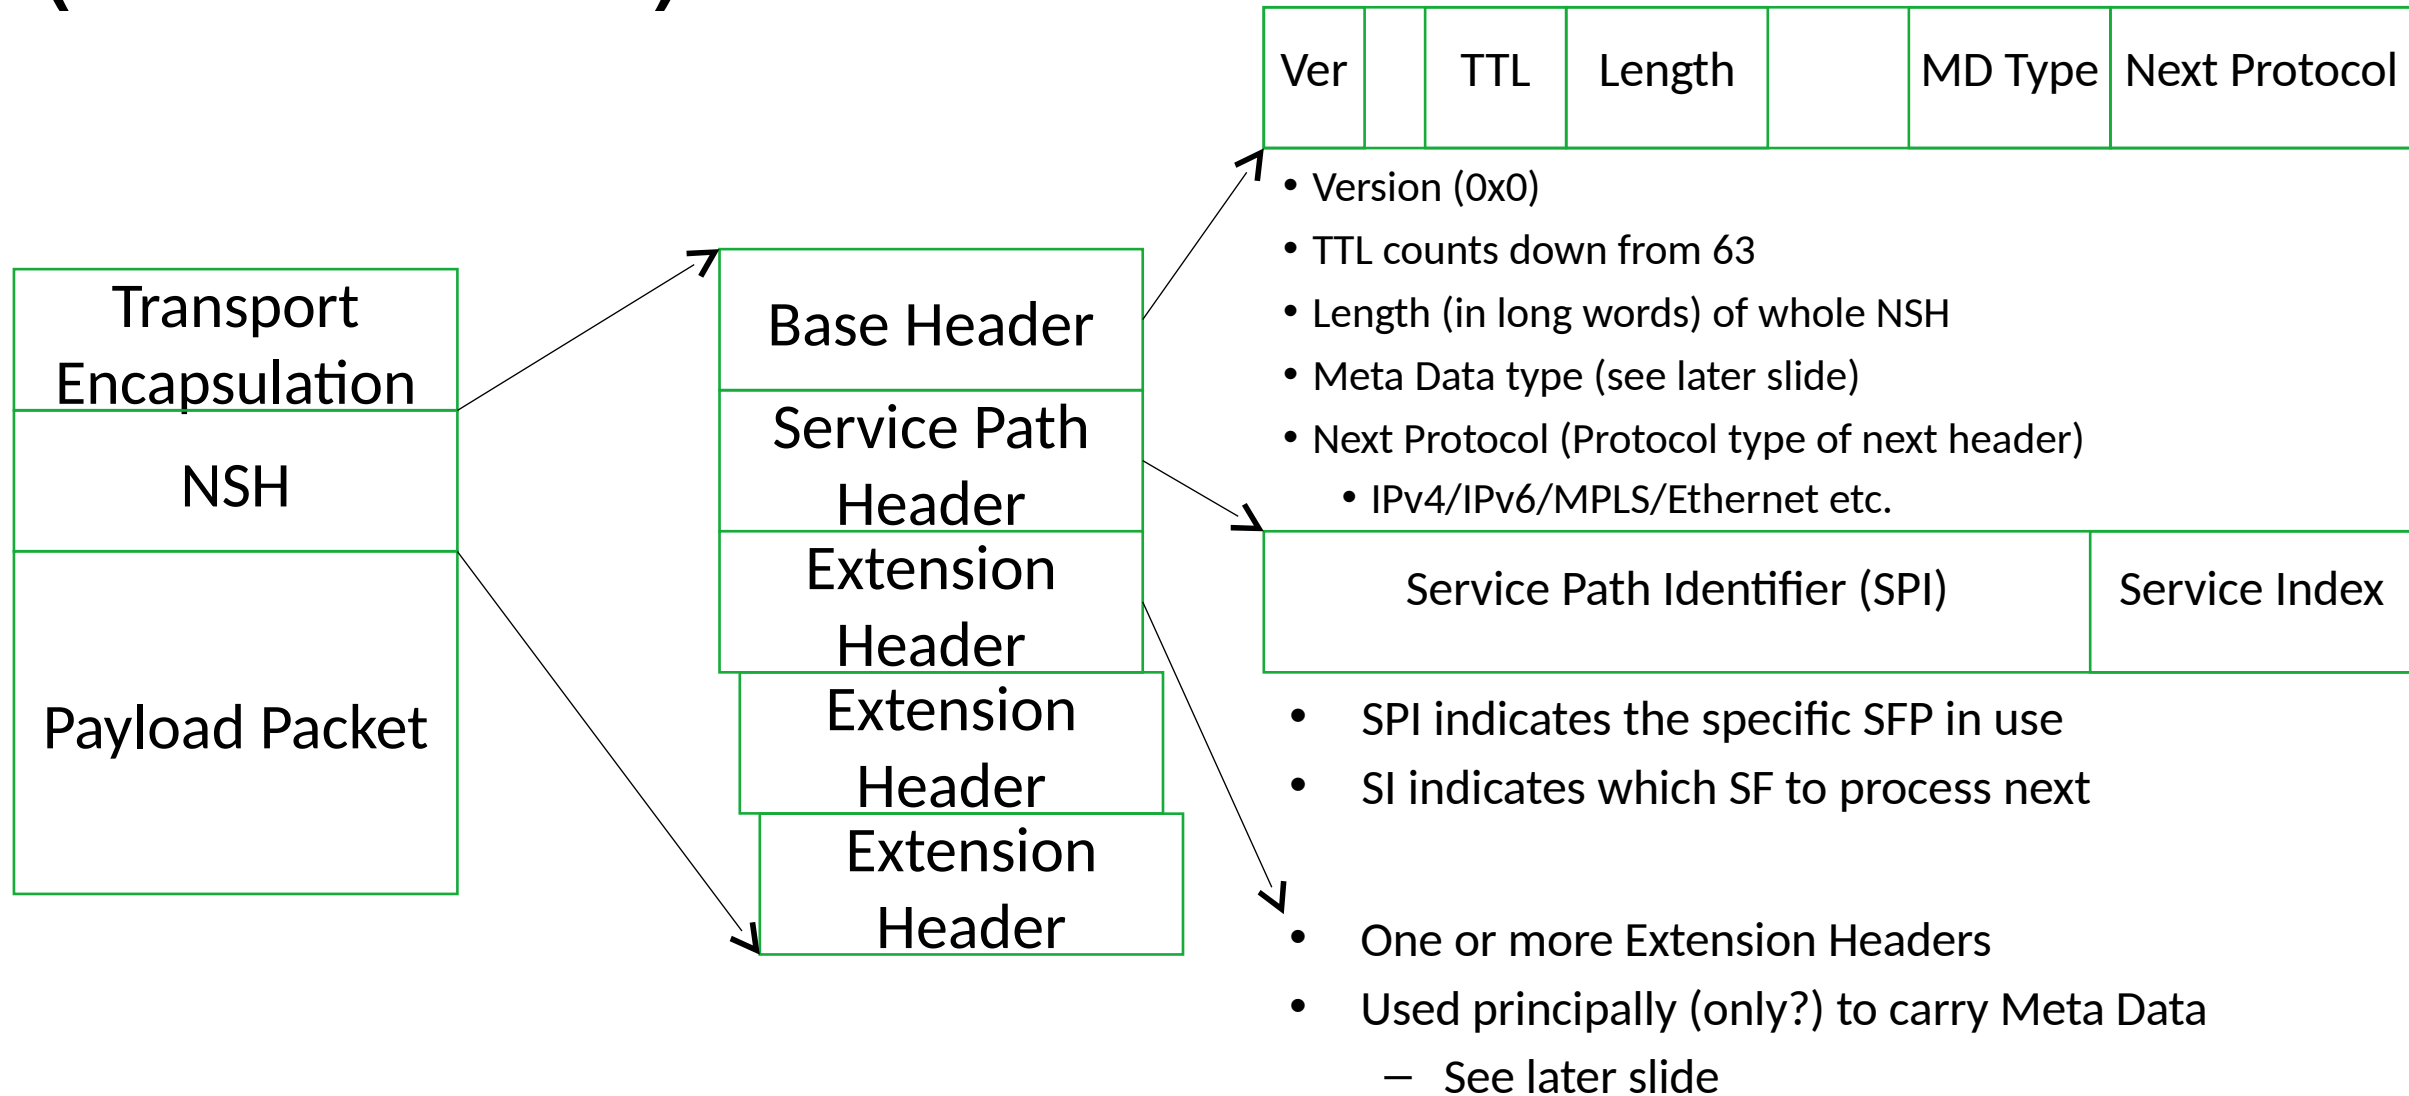 Transport
Encapsulation
NSH
Payload Packet
Base Header
Service Path
Header
Extension
Header
Extension
Header
Extension
Header
Ver
TTL
Length
MD Type
Next Protocol
• Version (0x0)
• TTL counts down from 63
• Length (in long words) of whole NSH
• Meta Data type (see later slide)
• Next Protocol (Protocol type of next header)
• IPv4/IPv6/MPLS/Ethernet etc.
Service Path Identifier (SPI)
Service Index
• SPI indicates the specific SFP in use
• SI indicates which SF to process next
• One or more Extension Headers
• Used principally (only?) to carry Meta Data
– See later slide